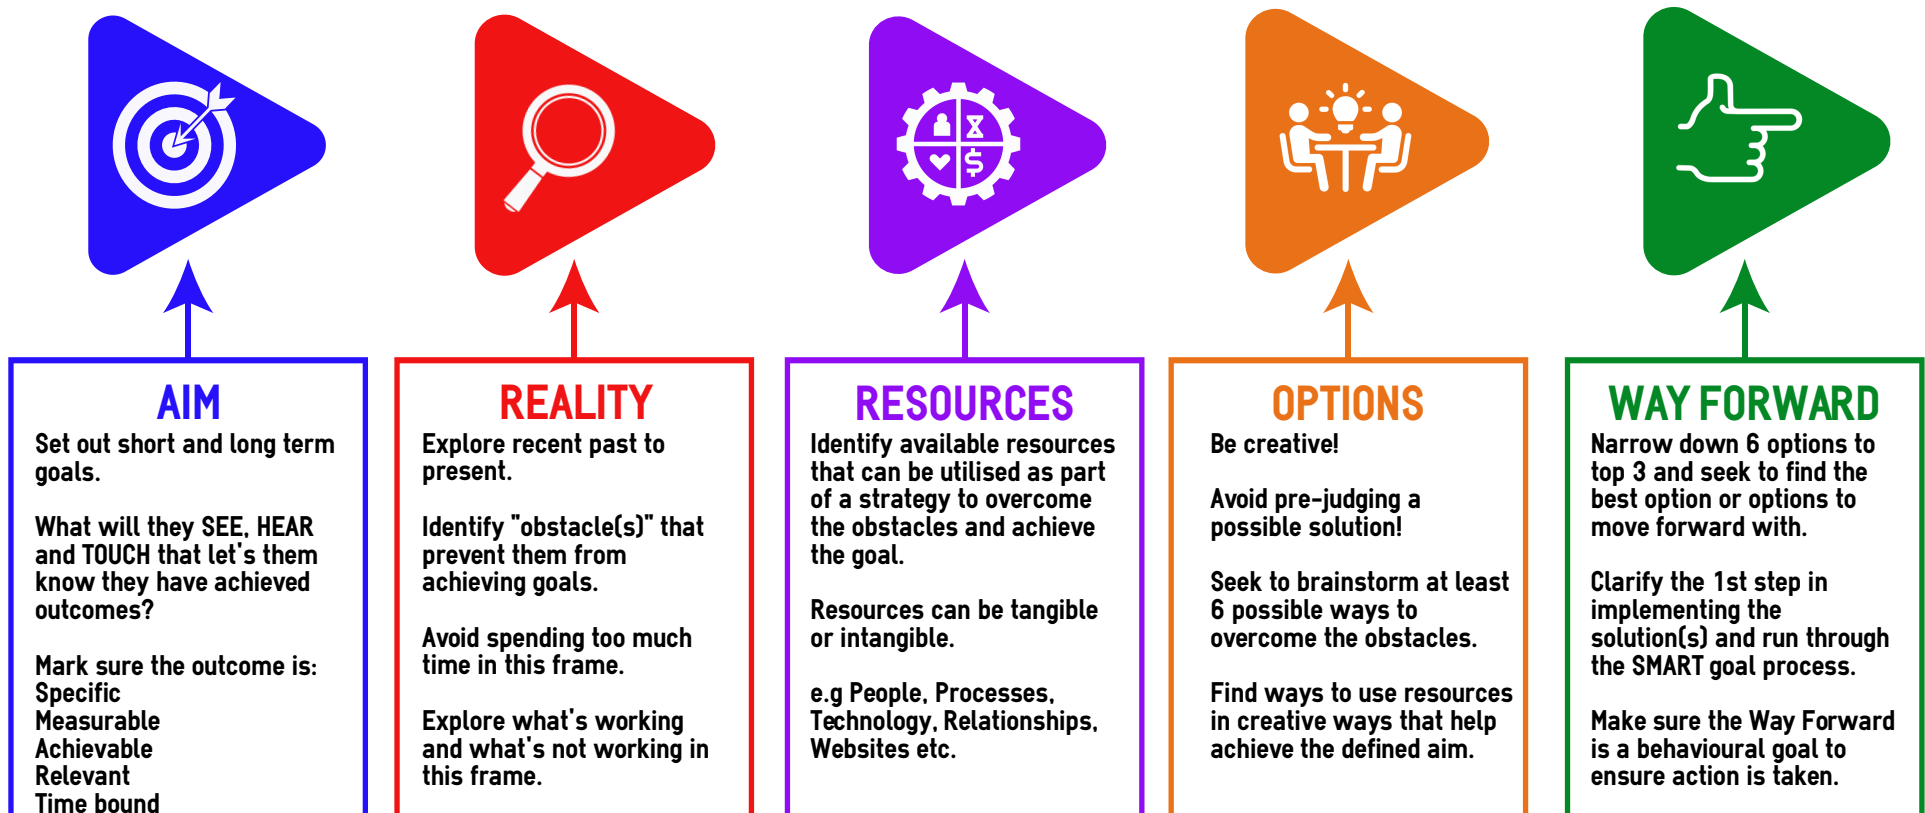 AIM
Set out short and long term
goals.
What will they SEE, HEAR
and TOUCH that let's them
know they have achieved
outcomes?
Mark sure the outcome is:
Specific
Measurable
Achievable
Relevant
Time bound
REALITY
Explore recent past to
present.
Identify "obstacle(s)" that
prevent them from
achieving goals.
Avoid spending too much
time in this frame.
Explore what's working
and what's not working in
this frame.
RESOURCES
Identify available resources
that can be utilised as part
of a strategy to overcome
the obstacles and achieve
the goal.
Resources can be tangible
or intangible.
e.g People, Processes,
Technology, Relationships,
Websites etc.
OPTIONS
Be creative!
Avoid pre-judging a
possible solution!
Seek to brainstorm at least
6 possible ways to
overcome the obstacles.
Find ways to use resources
in creative ways that help
achieve the defined aim.
WAY FORWARD
Narrow down 6 options to
top 3 and seek to find the
best option or options to
move forward with.
Clarify the 1st step in
implementing the
solution(s) and run through
the SMART goal process.
Make sure the Way Forward
is a behavioural goal to
ensure action is taken.